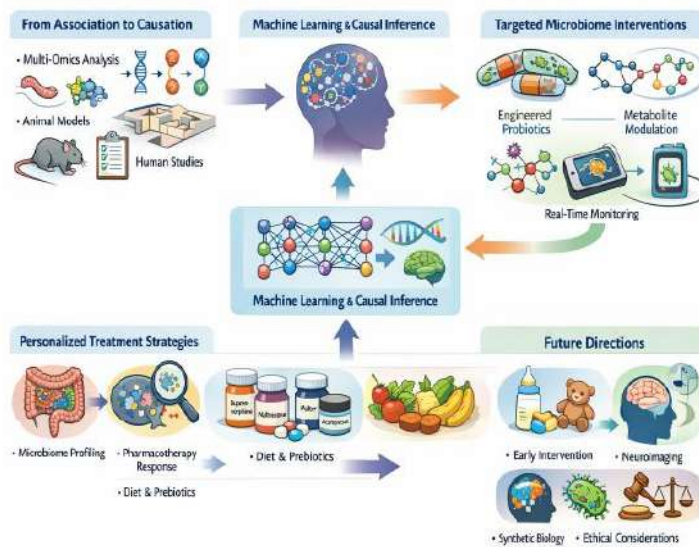 From Association to Causation
• Multi-Omics Analysis
• Animal Models
Human Studies
Machine Learning & Causal Inference
Targeted Microbiome Interventions
Engineered
Probiotics
Metabolite
Modulation
Real-Time Monitoring
Machine Learning & Causal Inference
Personalized Treatment Strategies
• Microbiome Profiling
• Pharmacotherapy
Response
• Diet & Prebiotics
• Diet & Prebiotics
Future Directions
• Early Intervention
• Neuroimaging
• Synthetic Biology
• Ethical Considerations